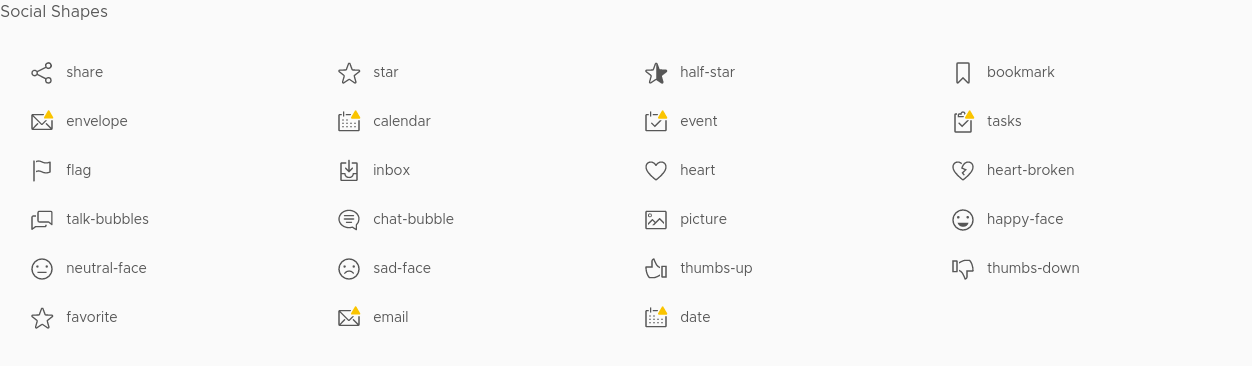 Social Shapes
share
star
half-star
bookmark
envelope
calendar
event
tasks
flag
inbox
heart
heart-broken
talk-bubbles
chat-bubble
picture
happy-face
neutral-face
sad-face
thumbs-up
thumbs-down
favorite
email
date